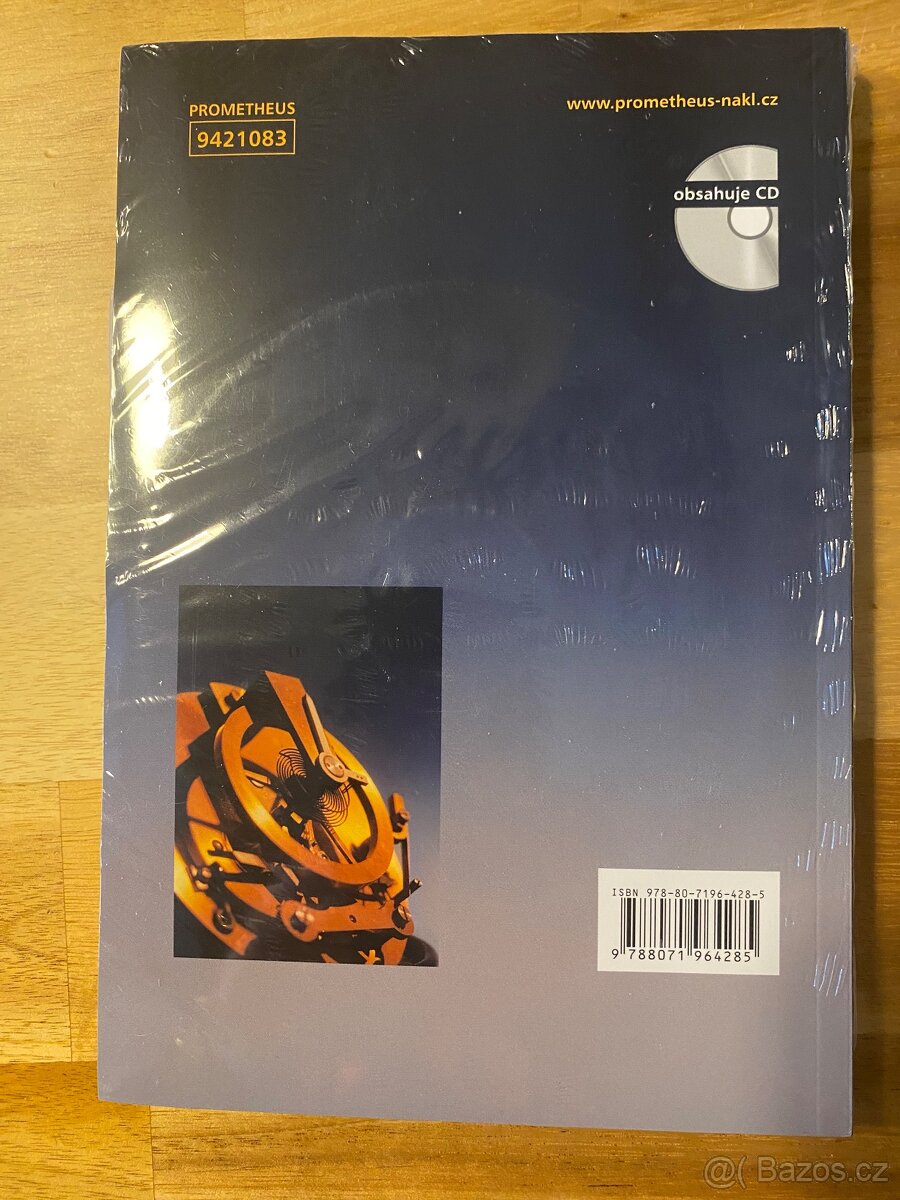 PROMETHEUS
9421083
www.prometheus-nakl.cz
obsahuje CD
ISBN 978-80-7196-428-5
9 788071 964285
@( Bazos.cz